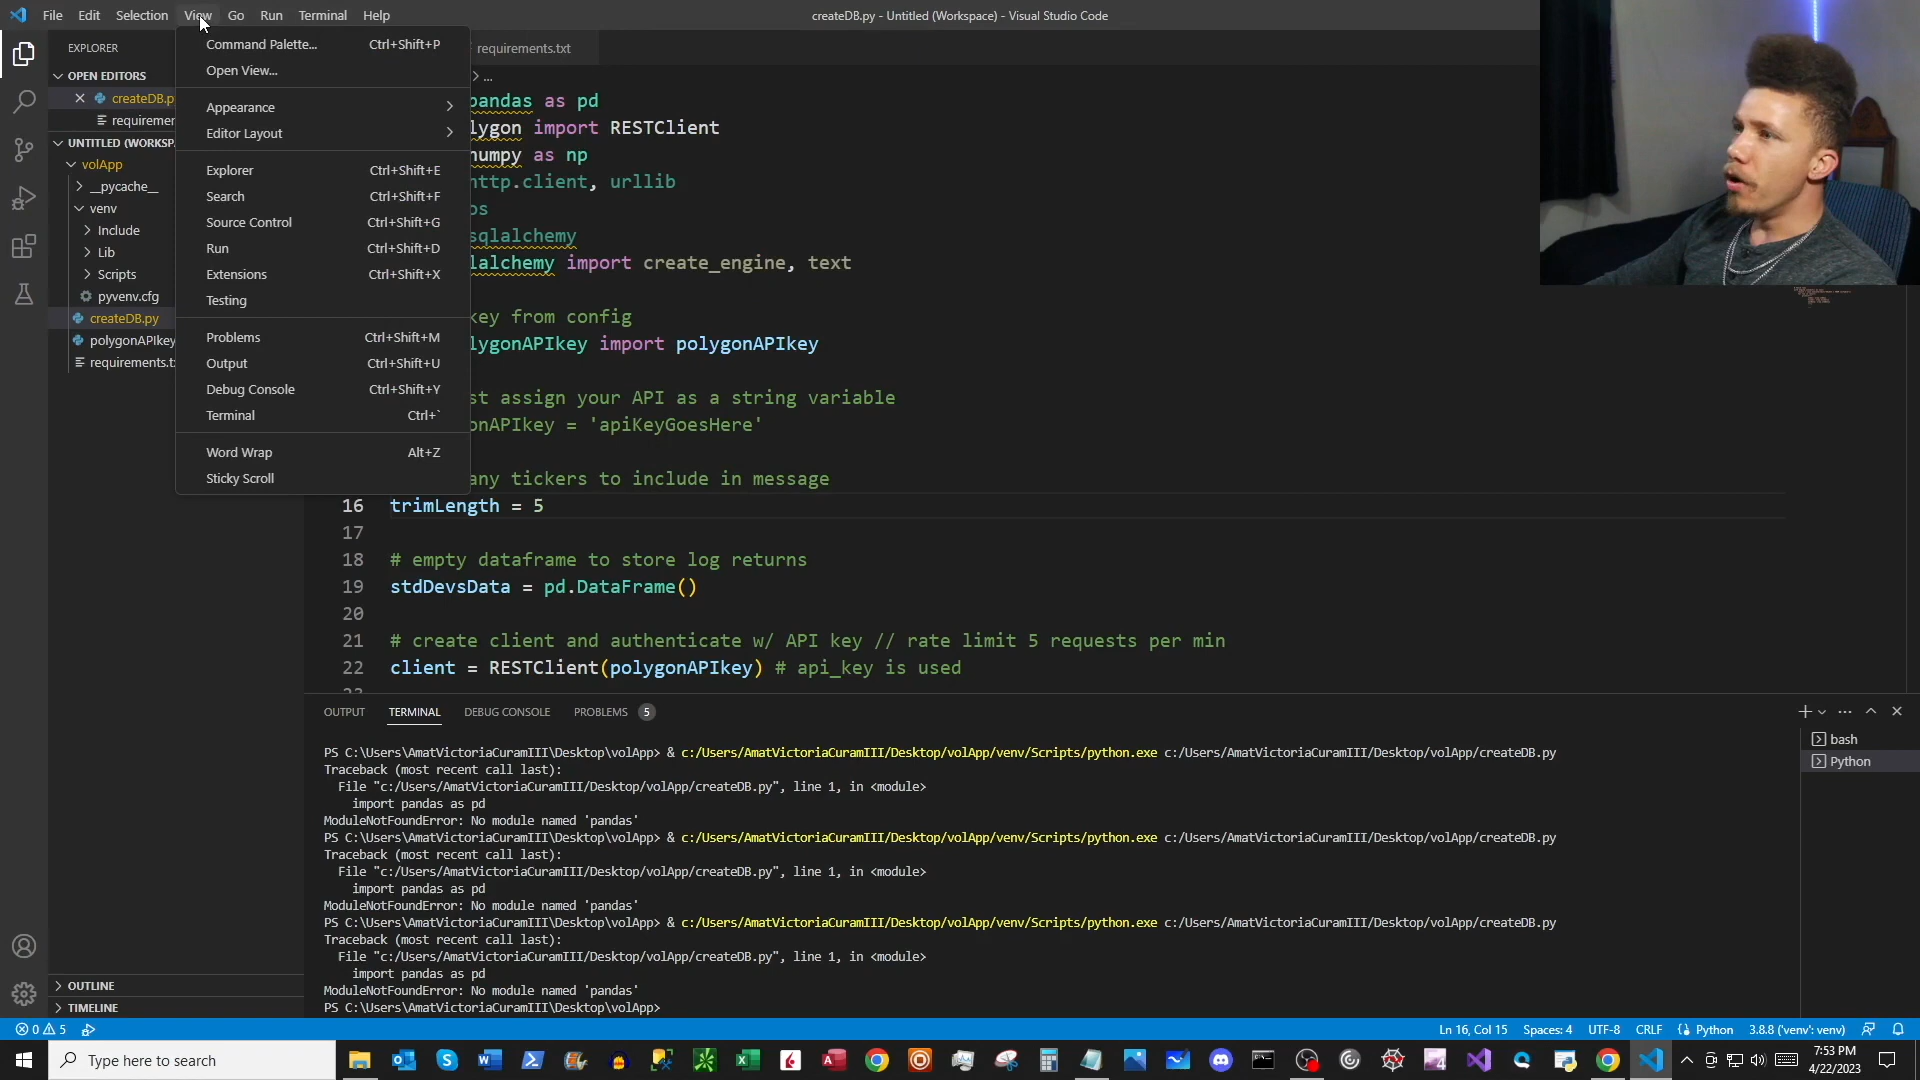 File Edit Selection View Go Run Terminal Help
createDB.py - Untitled (Workspace) - Visual Studio Code
EXPLORER
OPEN EDITORS
createDB.p
requiremen
UNTITLED (WORKSP
volApp
__pycache__
venv
Include
Lib
Scripts
pyvenv.cfg
createDB.py
polygonAPIkey
requirements.t
OUTLINE
TIMELINE
Command Palette... Ctrl+Shift+P
Open View...
Appearance
Editor Layout
Explorer Ctrl+Shift+E
Search Ctrl+Shift+F
Source Control Ctrl+Shift+G
Run Ctrl+Shift+D
Extensions Ctrl+Shift+X
Testing
Problems Ctrl+Shift+M
Output Ctrl+Shift+U
Debug Console Ctrl+Shift+Y
Terminal Ctrl+`
Word Wrap Alt+Z
Sticky Scroll
requirements.txt
...
pandas as pd
lygon import RESTClient
numpy as np
http.client, urllib
os
sqlalchemy
lalchemy import create_engine, text
key from config
lygonAPIkey import polygonAPIkey
st assign your API as a string variable
onAPIkey = 'apiKeyGoesHere'
any tickers to include in message
16 trimLength = 5
17
18 # empty dataframe to store log returns
19 stdDevsData = pd.DataFrame()
20
21 # create client and authenticate w/ API key // rate limit 5 requests per min
22 client = RESTClient(polygonAPIkey) # api_key is used
23
OUTPUT TERMINAL DEBUG CONSOLE PROBLEMS 5
bash
Python
PS C:\Users\AmatVictoriaCuramIII\Desktop\volApp> & c:/Users/AmatVictoriaCuramIII/Desktop/volApp/venv/Scripts/python.exe c:/Users/AmatVictoriaCuramIII/Desktop/volApp/createDB.py
Traceback (most recent call last):
File "c:/Users/AmatVictoriaCuramIII/Desktop/volApp/createDB.py", line 1, in <module>
import pandas as pd
ModuleNotFoundError: No module named 'pandas'
PS C:\Users\AmatVictoriaCuramIII\Desktop\volApp> & c:/Users/AmatVictoriaCuramIII/Desktop/volApp/venv/Scripts/python.exe c:/Users/AmatVictoriaCuramIII/Desktop/volApp/createDB.py
Traceback (most recent call last):
File "c:/Users/AmatVictoriaCuramIII/Desktop/volApp/createDB.py", line 1, in <module>
import pandas as pd
ModuleNotFoundError: No module named 'pandas'
PS C:\Users\AmatVictoriaCuramIII\Desktop\volApp> & c:/Users/AmatVictoriaCuramIII/Desktop/volApp/venv/Scripts/python.exe c:/Users/AmatVictoriaCuramIII/Desktop/volApp/createDB.py
Traceback (most recent call last):
File "c:/Users/AmatVictoriaCuramIII/Desktop/volApp/createDB.py", line 1, in <module>
import pandas as pd
ModuleNotFoundError: No module named 'pandas'
PS C:\Users\AmatVictoriaCuramIII\Desktop\volApp>
0 5
Ln 16, Col 15 Spaces: 4 UTF-8 CRLF Python 3.8.8 ('venv': venv)
Type here to search
7:53 PM
4/22/2023